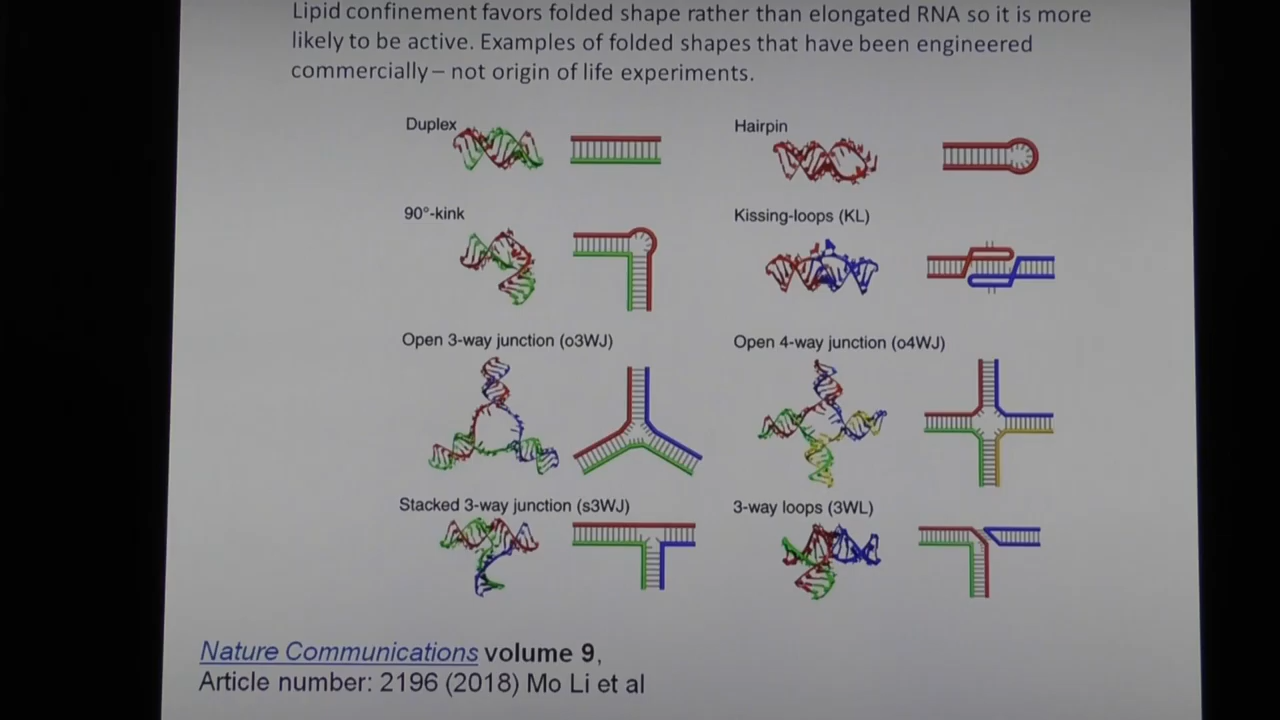 Lipid confinement favors folded shape rather than elongated RNA so it is more
likely to be active. Examples of folded shapes that have been engineered
commercially – not origin of life experiments.
Duplex
Hairpin
90°-kink
Kissing-loops (KL)
Open 3-way junction (o3WJ)
Open 4-way junction (o4WJ)
Stacked 3-way junction (s3WJ)
3-way loops (3WL)
Nature Communications volume 9,
Article number: 2196 (2018) Mo Li et al